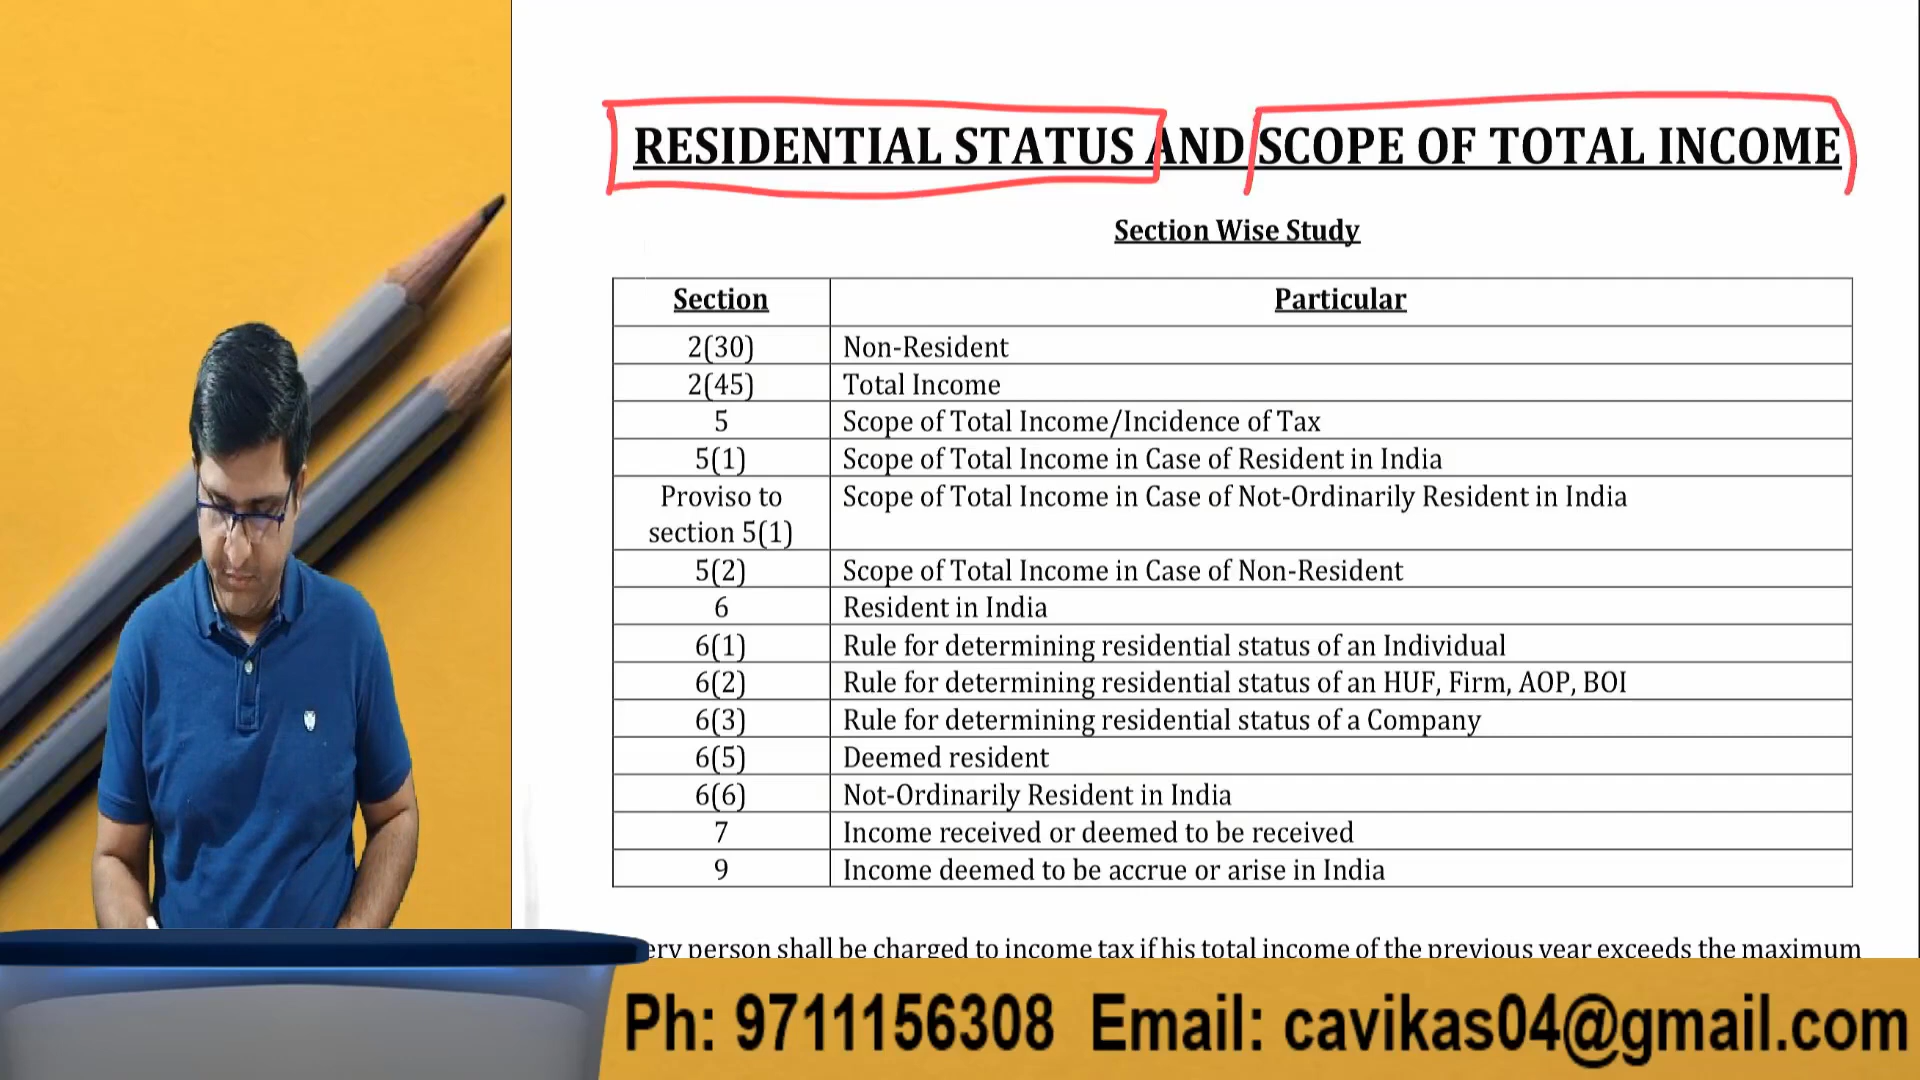 RESIDENTIAL STATUS AND SCOPE OF TOTAL INCOME
Section Wise Study
Section Particular
2(30) Non-Resident
2(45) Total Income
5 Scope of Total Income/Incidence of Tax
5(1) Scope of Total Income in Case of Resident in India
Proviso to section 5(1) Scope of Total Income in Case of Not-Ordinarily Resident in India
5(2) Scope of Total Income in Case of Non-Resident
6 Resident in India
6(1) Rule for determining residential status of an Individual
6(2) Rule for determining residential status of an HUF, Firm, AOP, BOI
6(3) Rule for determining residential status of a Company
6(5) Deemed resident
6(6) Not-Ordinarily Resident in India
7 Income received or deemed to be received
9 Income deemed to be accrue or arise in India
person shall be charged to income tax if his total income of the previous year exceeds the maximum
Ph: 9711156308 Email: cavikas04@gmail.com